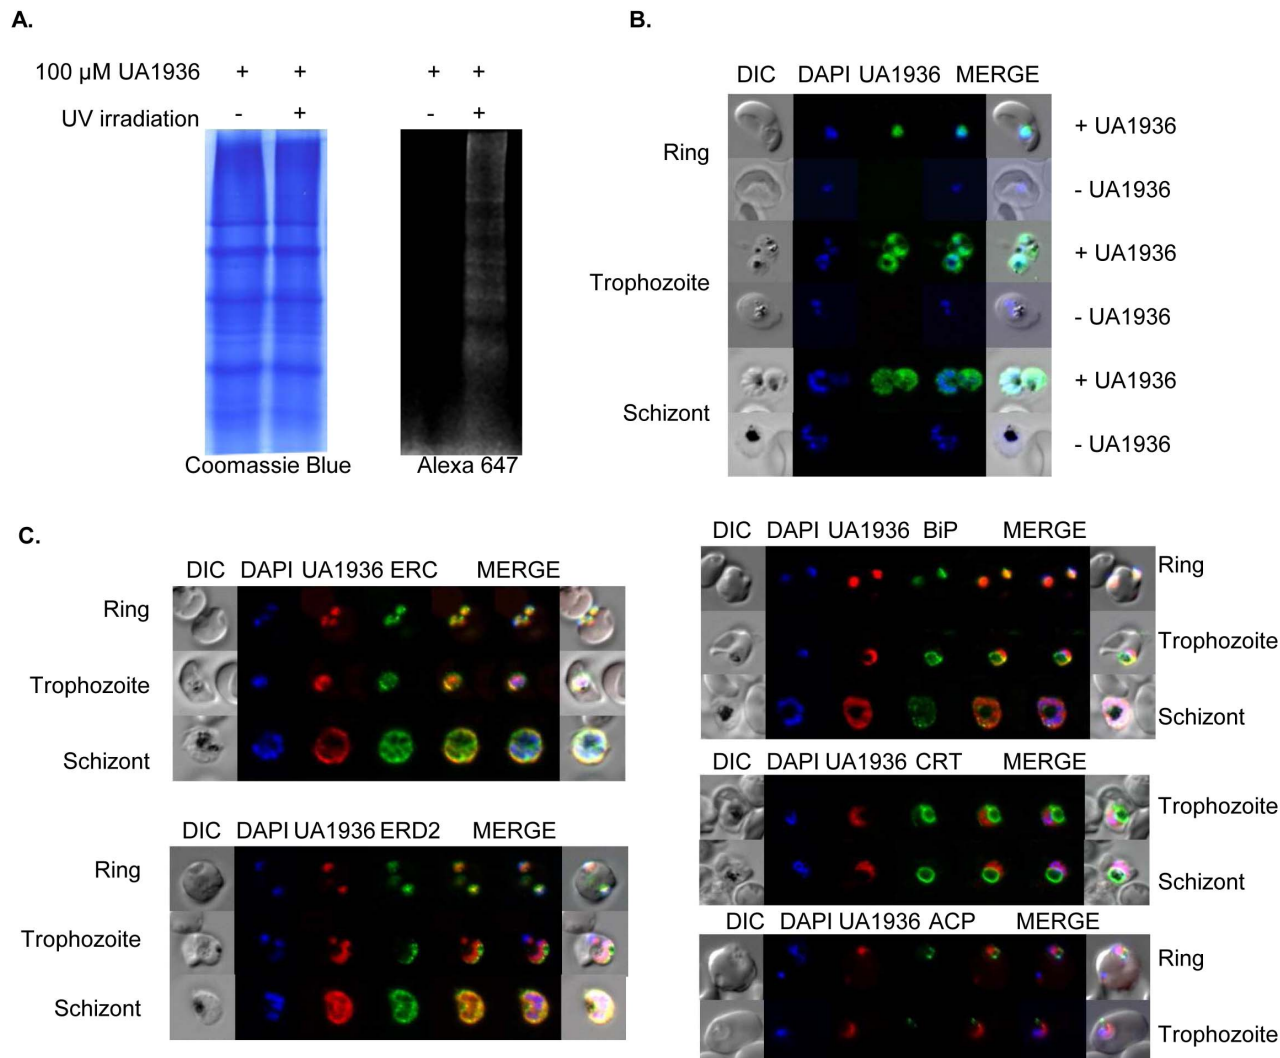 A.
100 µM UA1936 + + + +
UV irradiation - + - +
Coomassie Blue Alexa 647
B.
DIC DAPI UA1936 MERGE
Ring
+ UA1936
- UA1936
Trophozoite
+ UA1936
- UA1936
Schizont
+ UA1936
- UA1936
C.
DIC DAPI UA1936 ERC MERGE
Ring
Trophozoite
Schizont
DIC DAPI UA1936 ERD2 MERGE
Ring
Trophozoite
Schizont
DIC DAPI UA1936 BiP MERGE
Ring
Trophozoite
Schizont
DIC DAPI UA1936 CRT MERGE
Trophozoite
Schizont
DIC DAPI UA1936 ACP MERGE
Ring
Trophozoite